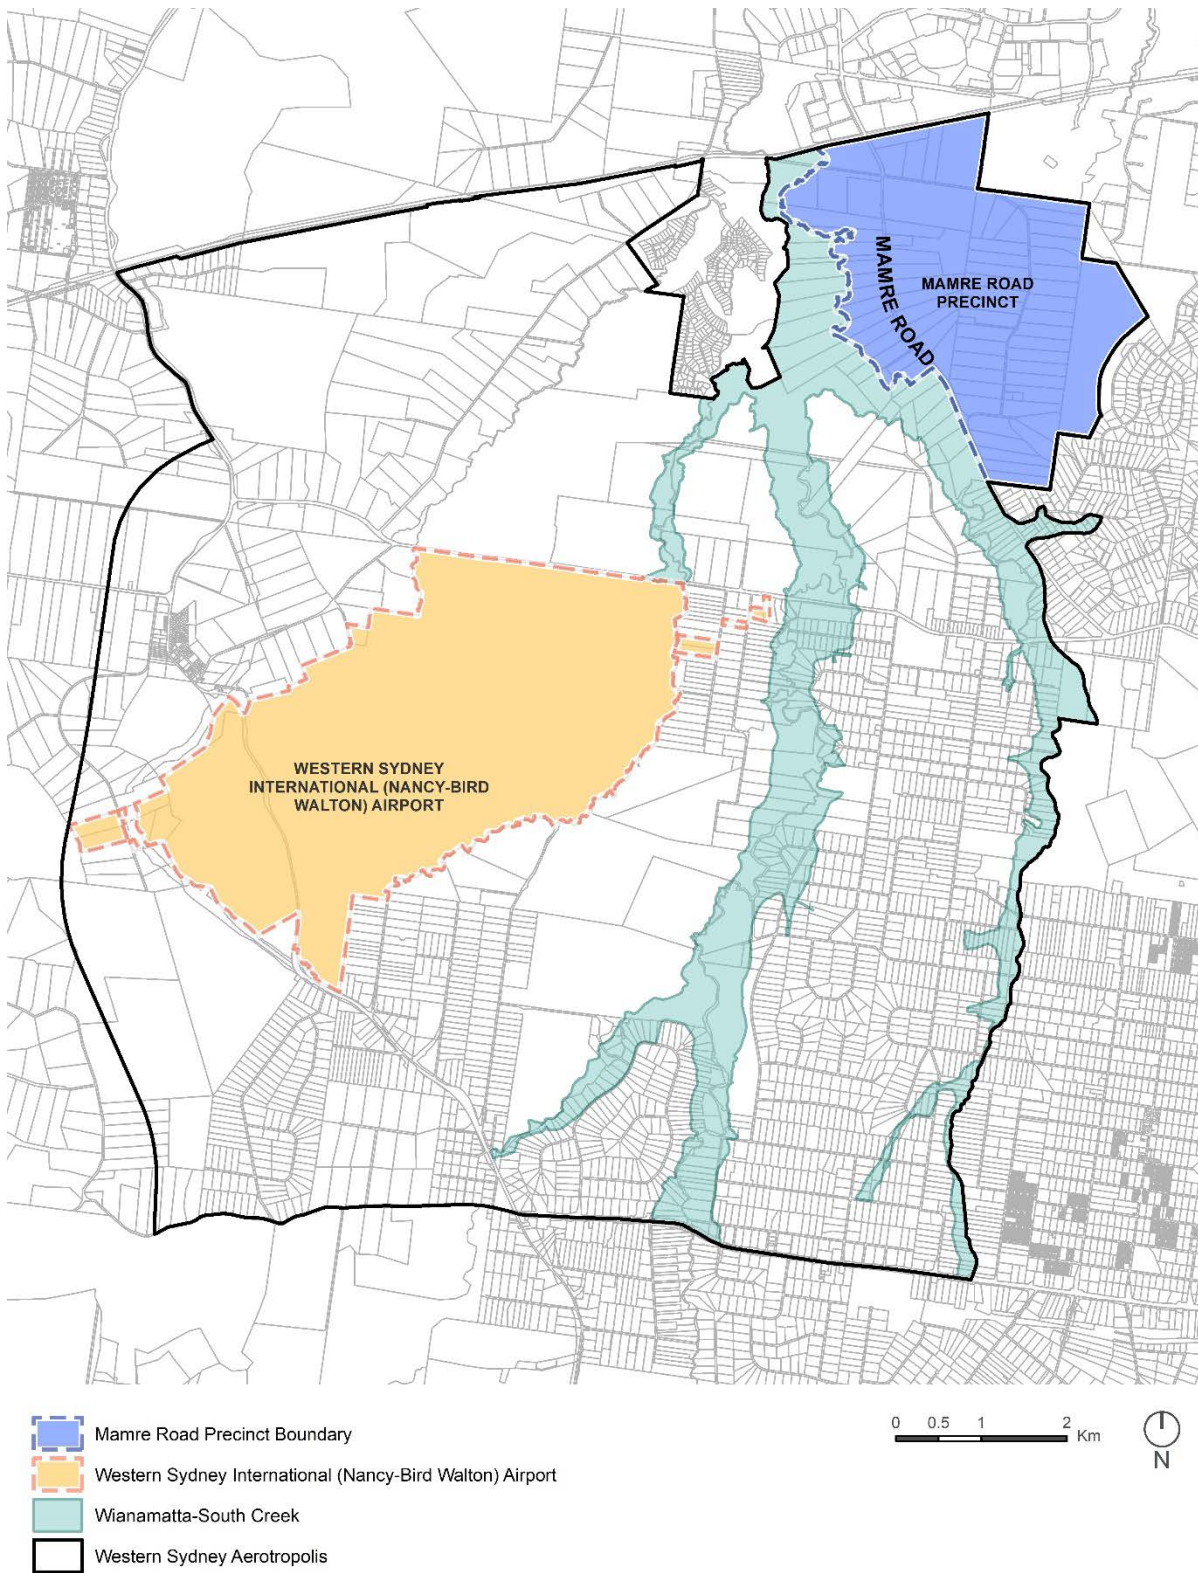 MAMRE ROAD
MAMRE ROAD
PRECINCT
WESTERN SYDNEY
INTERNATIONAL (NANCY-BIRD
WALTON) AIRPORT
Mamre Road Precinct Boundary
Western Sydney International (Nancy-Bird Walton) Airport
Wianamatta-South Creek
Western Sydney Aerotropolis
0 0.5 1 2
Km
N